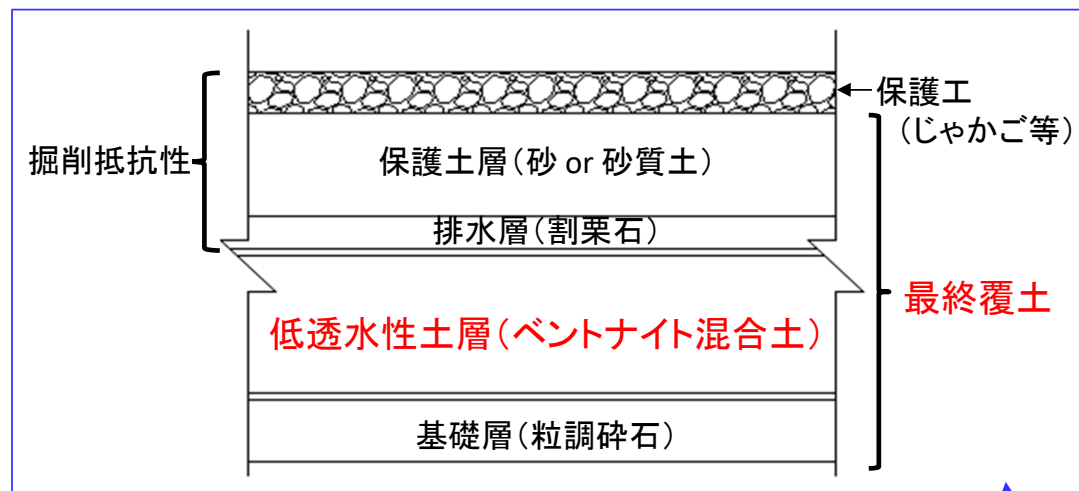 保護工
（じゃかご等）
掘削抵抗性
保護土層（砂 or 砂質土）
排水層（割栗石）
最終覆土
低透水性土層（ベントナイト混合土）
基礎層（粒調砕石）